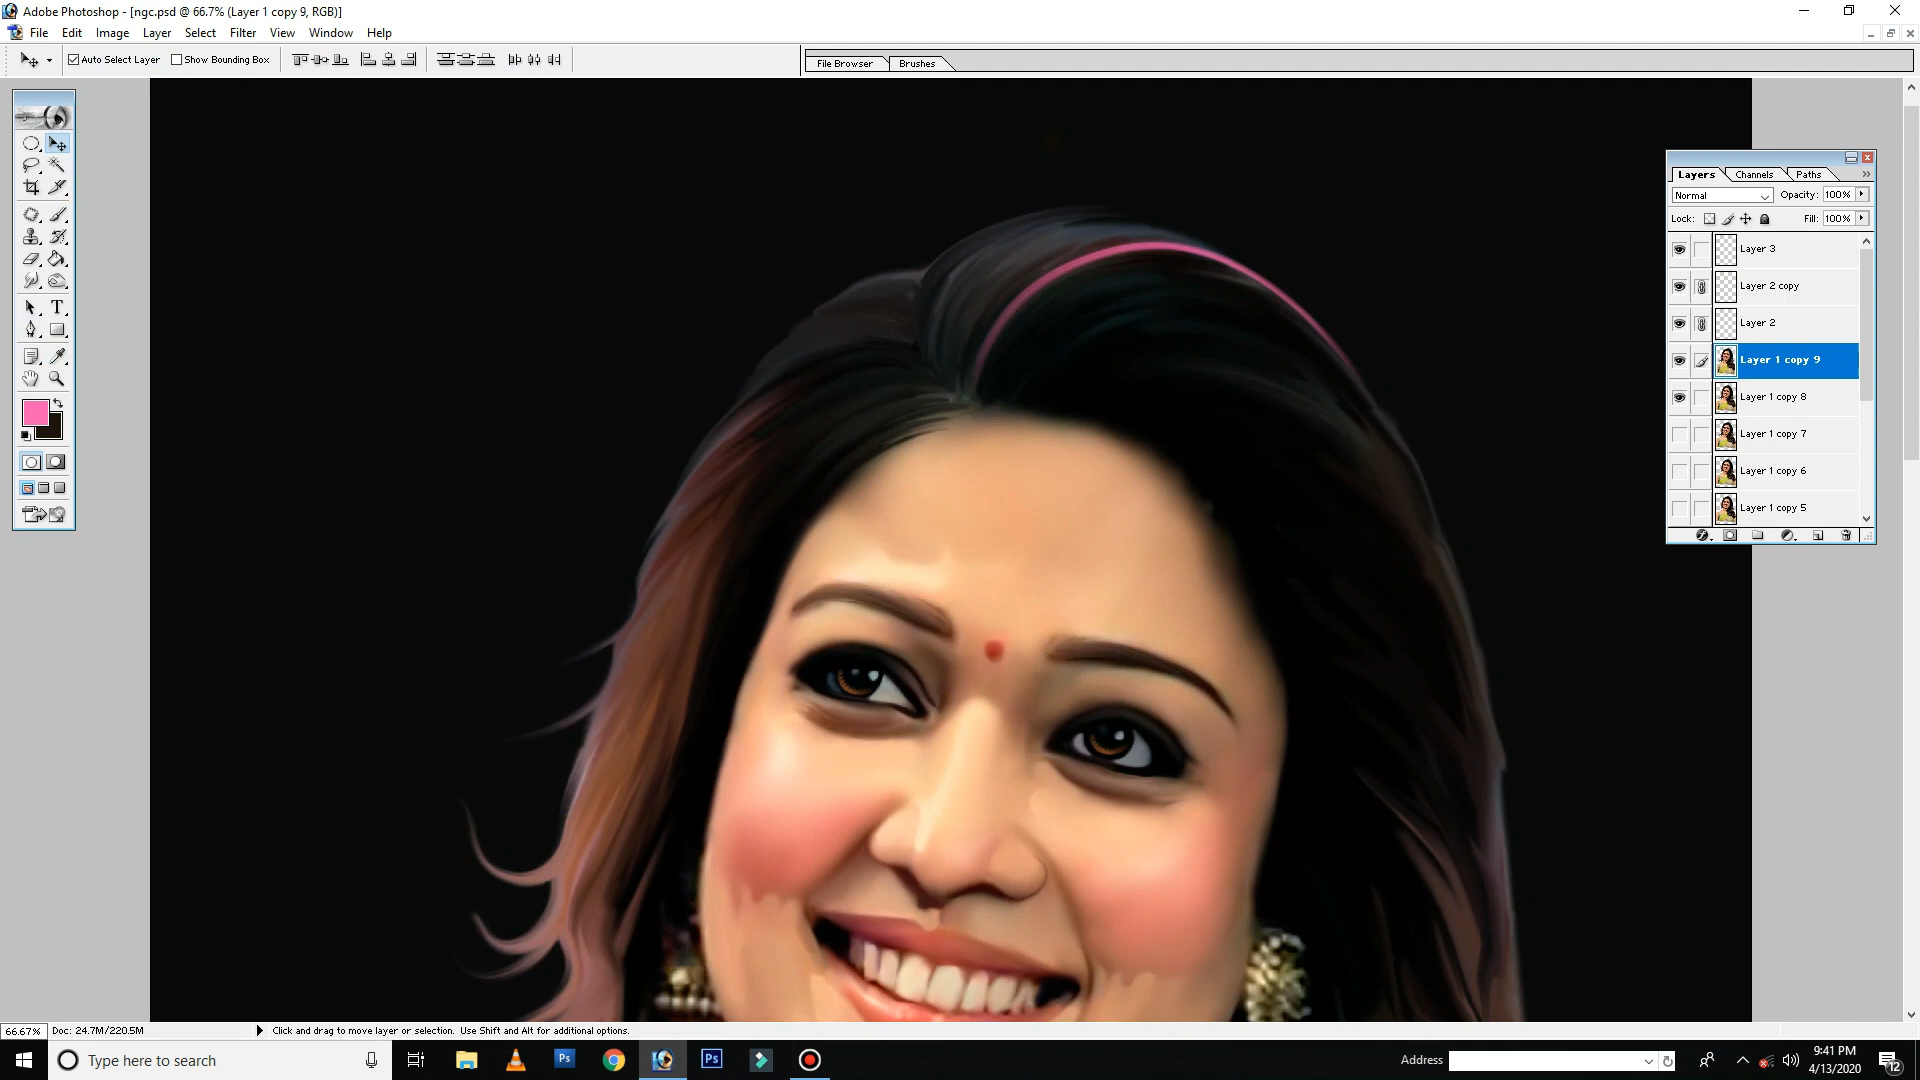 Adobe Photoshop - [ngc.psd @ 66.7% (Layer 1 copy 9, RGB)]
File Edit Image Layer Select Filter View Window Help
Auto Select Layer Show Bounding Box
File Browser Brushes
Layers Channels Paths
Normal Opacity: 100%
Lock: Fill: 100%
Layer 3
Layer 2 copy
Layer 2
Layer 1 copy 9
Layer 1 copy 8
Layer 1 copy 7
Layer 1 copy 6
Layer 1 copy 5
66.67% Doc: 24.7M/220.5M Click and drag to move layer or selection. Use Shift and Alt for additional options.
Type here to search
Ps
Ps
Address
9:41 PM
4/13/2020
12